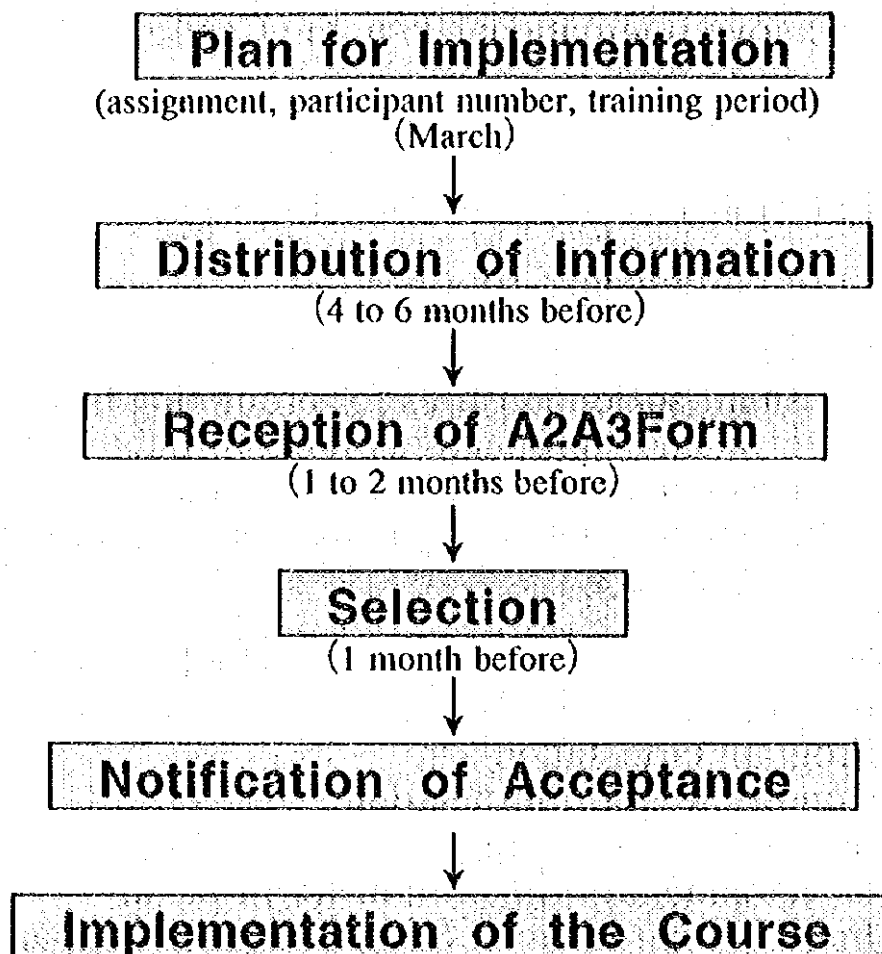 Plan for Implementation
(assignment, participant number, training period)
(March)
Distribution of Information
(4 to 6 months before)
Reception of A2A3Form
(1 to 2 months before)
Selection
(1 month before)
Notification of Acceptance
Implementation of the Course